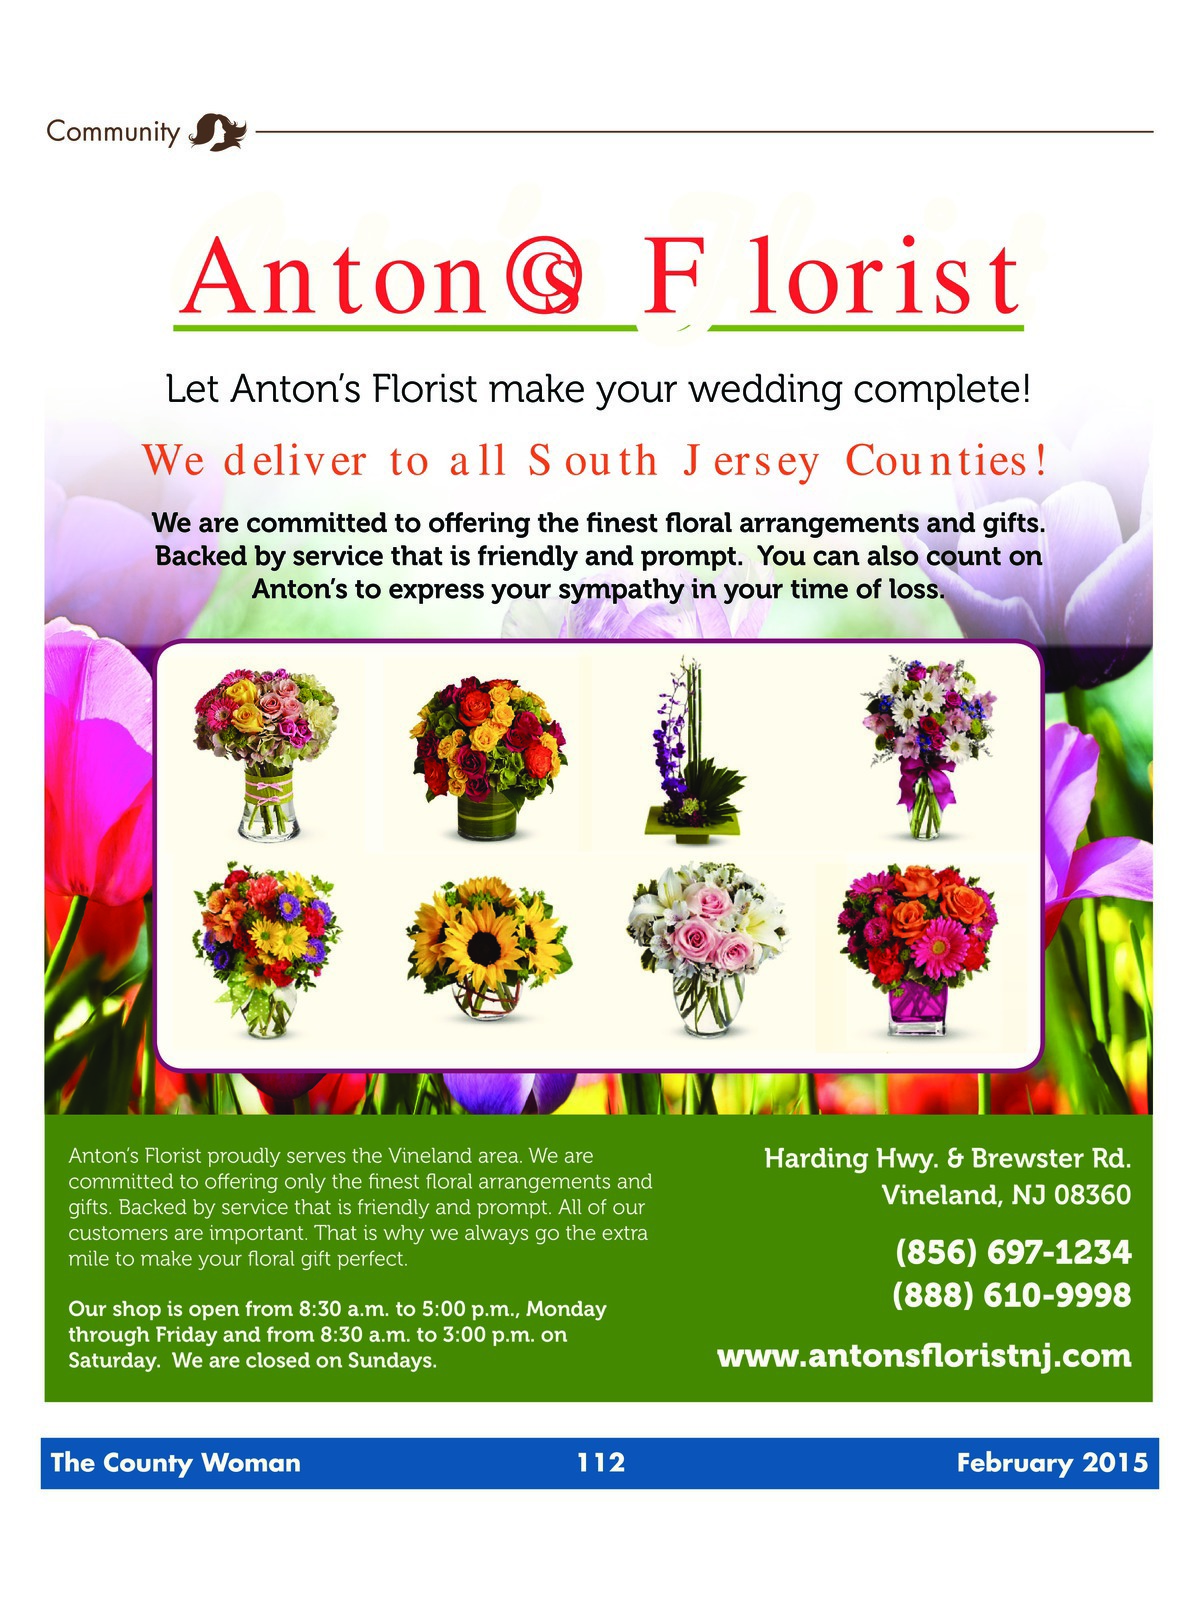 Community
Anton©s Florist
Let Anton's Florist make your wedding complete!
We deliver to all South Jersey Counties!
We are committed to offering the finest floral arrangements and gifts.
Backed by service that is friendly and prompt.  You can also count on
Anton's to express your sympathy in your time of loss.
Anton's Florist proudly serves the Vineland area. We are
committed to offering only the finest floral arrangements and
gifts. Backed by service that is friendly and prompt. All of our
customers are important. That is why we always go the extra
mile to make your floral gift perfect.
Our shop is open from 8:30 a.m. to 5:00 p.m., Monday
through Friday and from 8:30 a.m. to 3:00 p.m. on
Saturday.  We are closed on Sundays.
Harding Hwy. & Brewster Rd.
Vineland, NJ 08360
(856) 697-1234
(888) 610-9998
www.antonsfloristnj.com
The County Woman 112 February 2015